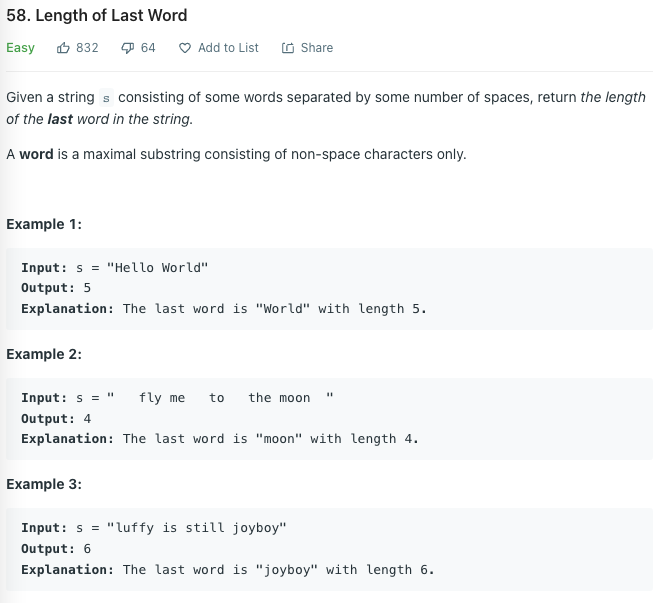 58. Length of Last Word
Easy 832 64 Add to List Share
Given a string s consisting of some words separated by some number of spaces, return the length
of the last word in the string.
A word is a maximal substring consisting of non-space characters only.
Example 1:
Input: s = "Hello World"
Output: 5
Explanation: The last word is "World" with length 5.
Example 2:
Input: s = "   fly me   to   the moon  "
Output: 4
Explanation: The last word is "moon" with length 4.
Example 3:
Input: s = "luffy is still joyboy"
Output: 6
Explanation: The last word is "joyboy" with length 6.